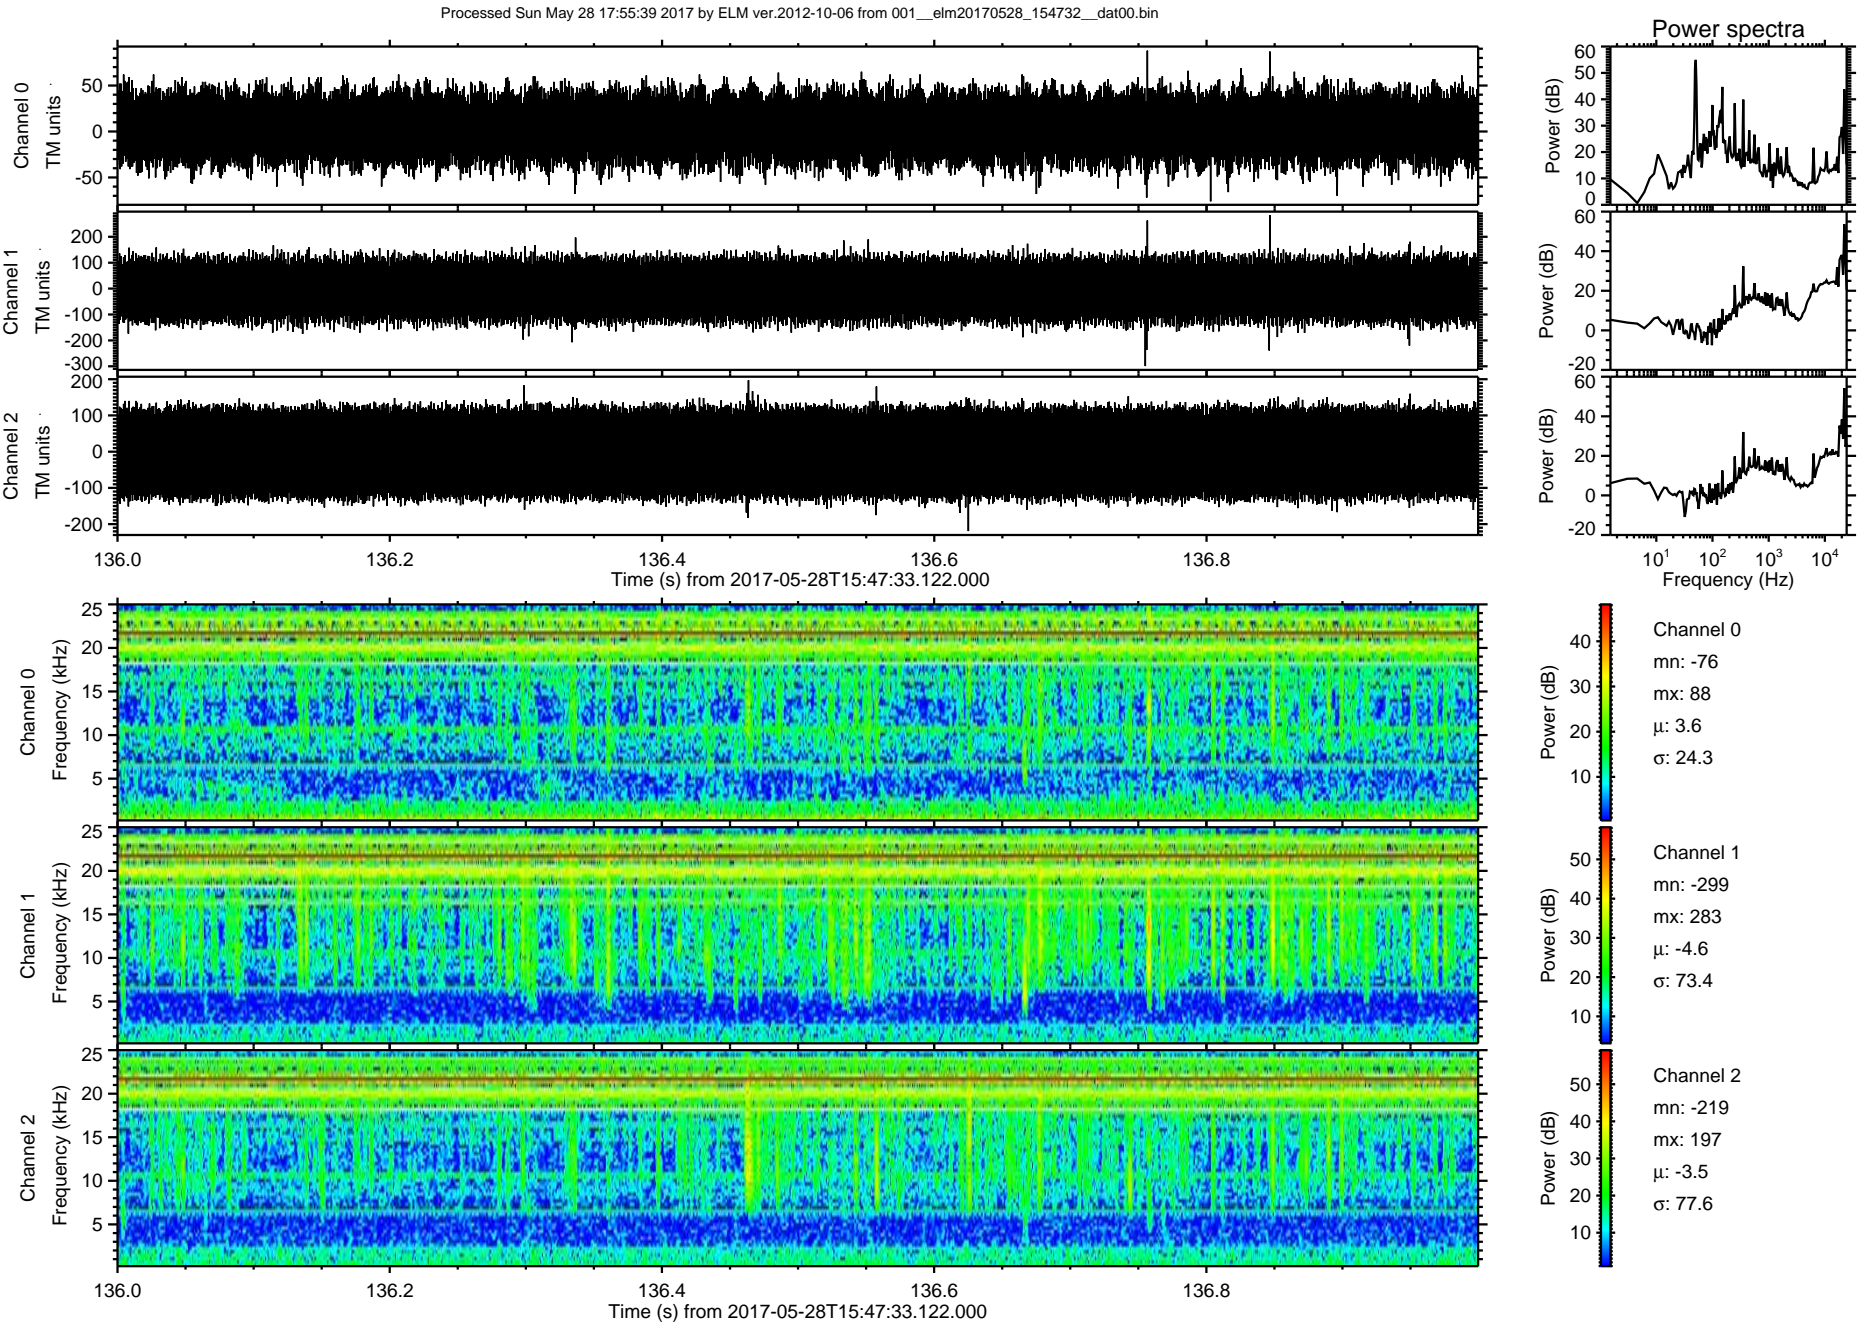 Processed Sun May 28 17:55:39 2017 by ELM ver.2012-10-06 from 001__elm20170528_154732__dat00.bin
Power spectra
Channel 0
TM units
50
0
-50
Power (dB)
60
50
40
30
20
10
0
Channel 1
TM units
200
100
0
-100
-200
-300
Power (dB)
60
40
20
0
-20
Channel 2
TM units
200
100
0
-100
-200
Power (dB)
60
40
20
0
-20
136.0 136.2 136.4 136.6 136.8
Time (s) from 2017-05-28T15:47:33.122.000
10^1 10^2 10^3 10^4
Frequency (Hz)
Channel 0
Frequency (kHz)
25
20
15
10
5
Power (dB)
40
30
20
10
Channel 0
mn: -76
mx: 88
µ: 3.6
σ: 24.3
Channel 1
Frequency (kHz)
25
20
15
10
5
Power (dB)
50
40
30
20
10
Channel 1
mn: -299
mx: 283
µ: -4.6
σ: 73.4
Channel 2
Frequency (kHz)
25
20
15
10
5
Power (dB)
50
40
30
20
10
Channel 2
mn: -219
mx: 197
µ: -3.5
σ: 77.6
136.0 136.2 136.4 136.6 136.8
Time (s) from 2017-05-28T15:47:33.122.000